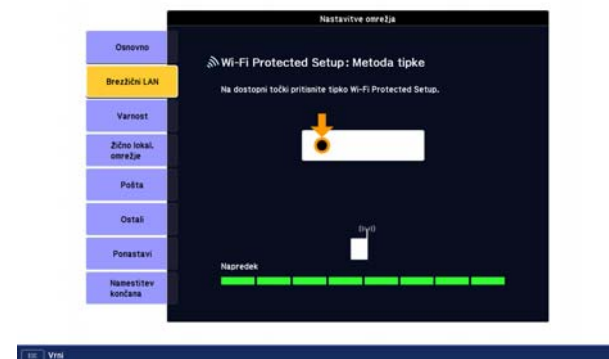 Nastavitve omrežja
Osnovno
Brezžični LAN
Varnost
Žično lokal.
omrežje
Pošta
Ostali
Ponastavi
Namestitev
končana
Wi-Fi Protected Setup: Metoda tipke
Na dostopni točki pritisnite tipko Wi-Fi Protected Setup.
Napredek
Vrni